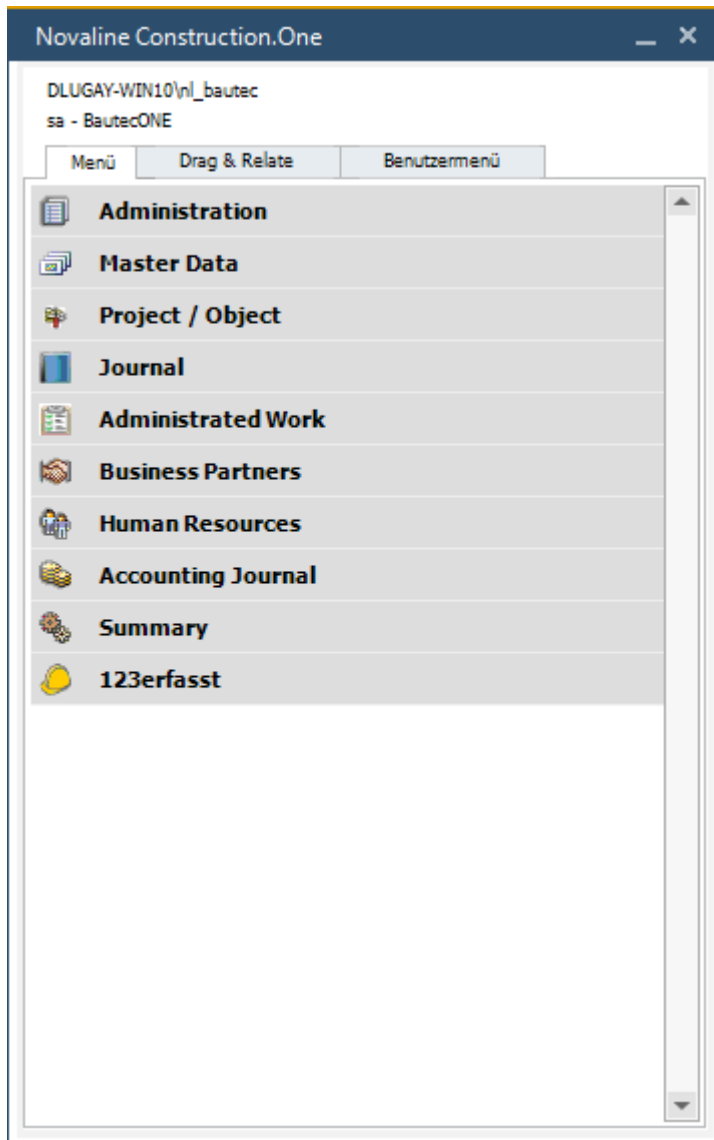 Novaline Construction.One
DLUGAY-WIN10\nl_bautec
sa - BautecONE
Menü Drag & Relate Benutzermenü
Administration
Master Data
Project / Object
Journal
Administrated Work
Business Partners
Human Resources
Accounting Journal
Summary
123erfasst